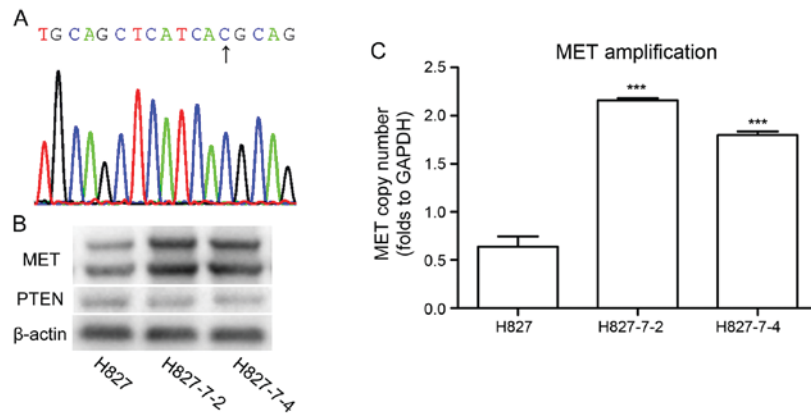 A
TGCAGCTCATCACGCAG
↑
B
MET
PTEN
β-actin
H827
H827-7-2
H827-7-4
C
MET amplification
MET copy number
(folds to GAPDH)
2.5
2.0
1.5
1.0
0.5
0.0
***
***
H827
H827-7-2
H827-7-4